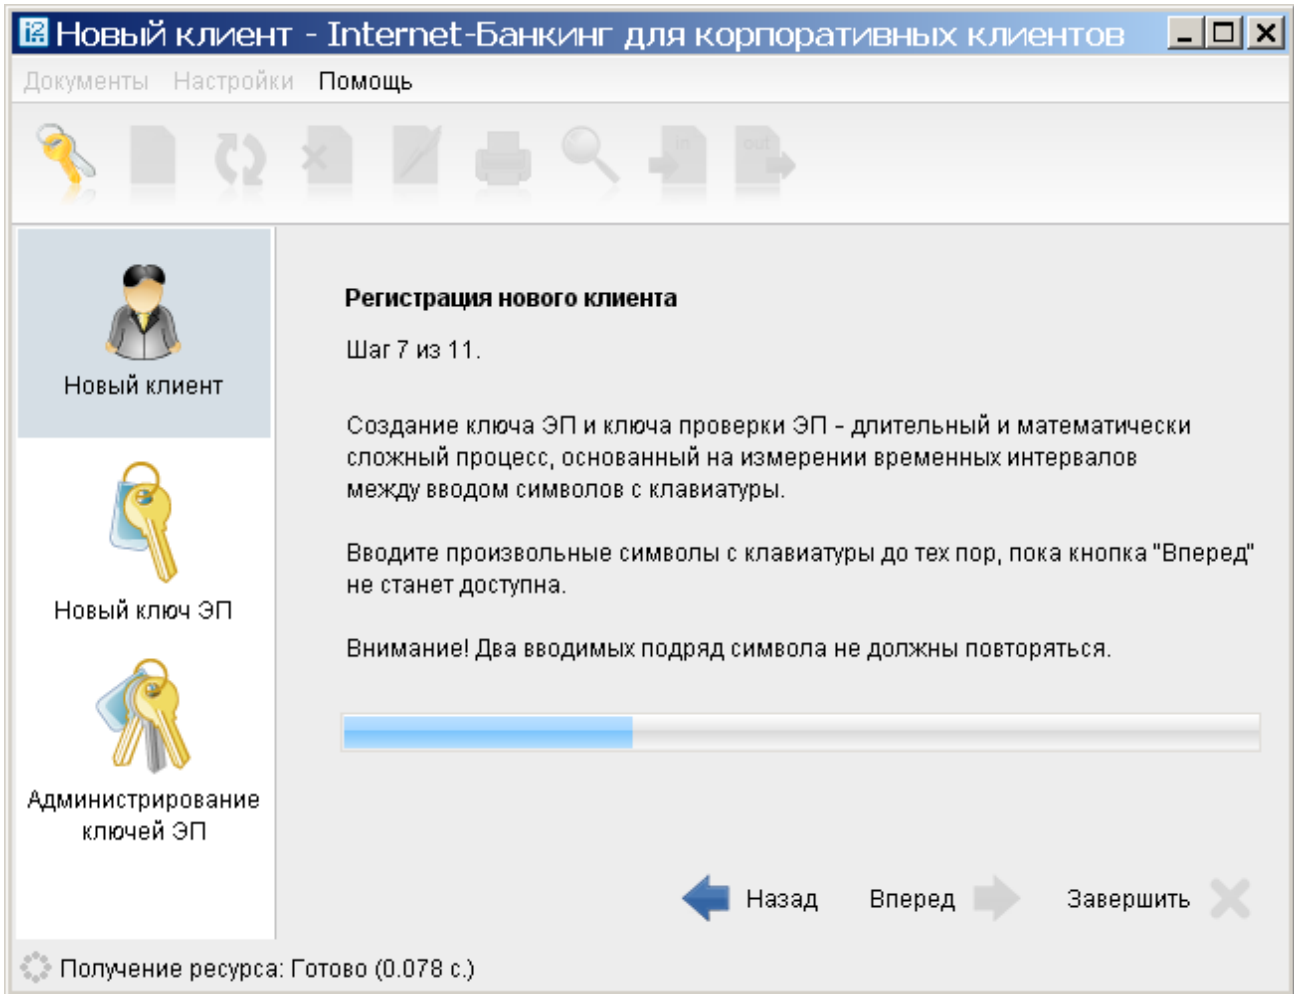 Новый клиент - Internet-Банкинг для корпоративных клиентов
Документы Настройки Помощь
in out
Новый клиент
Новый ключ ЭП
Администрирование
ключей ЭП
Регистрация нового клиента
Шаг 7 из 11.
Создание ключа ЭП и ключа проверки ЭП - длительный и математически
сложный процесс, основанный на измерении временных интервалов
между вводом символов с клавиатуры.
Вводите произвольные символы с клавиатуры до тех пор, пока кнопка "Вперед"
не станет доступна.
Внимание! Два вводимых подряд символа не должны повторяться.
Назад Вперед Завершить
Получение ресурса: Готово (0.078 с.)